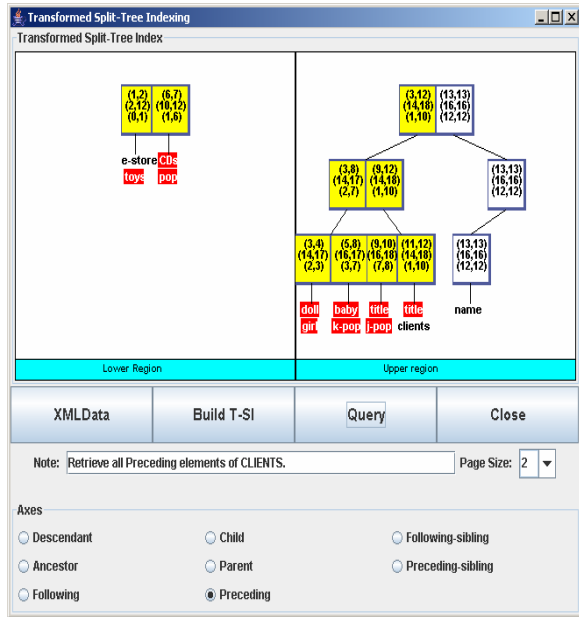 Transformed Split-Tree Indexing
Transformed Split-Tree Index
(1,2) (6,7)
(2,12) (10,12)
(0,1) (1,6)
e-store CDs
toys pop
(3,12) (13,13)
(14,18) (16,16)
(1,10) (12,12)
(3,8) (9,12) (13,13)
(14,17) (14,18) (16,16)
(2,7) (1,10) (12,12)
(3,4) (5,8) (9,10) (11,12) (13,13)
(14,17) (16,17) (16,18) (14,18) (16,16)
(2,3) (3,7) (7,8) (1,10) (12,12)
doll baby title title name
girl k-pop j-pop clients
Lower Region Upper region
XMLData Build T-SI Query Close
Note: Retrieve all Preceding elements of CLIENTS. Page Size: 2
Axes
Descendant Child Following-sibling
Ancestor Parent Preceding-sibling
Following Preceding